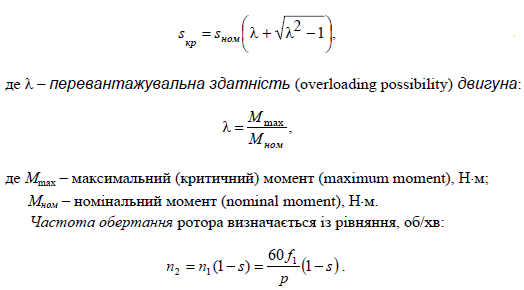 s_кр = s_ном(λ + √(λ² − 1)),
де λ – перевантажувальна здатність (overloading possibility) двигуна:
λ = M_max / M_ном,
де M_max – максимальний (критичний) момент (maximum moment), Н·м;
M_ном – номінальний момент (nominal moment), Н·м.
Частота обертання ротора визначається із рівняння, об/хв:
n₂ = n₁(1 − s) = 60f₁ / p (1 − s).